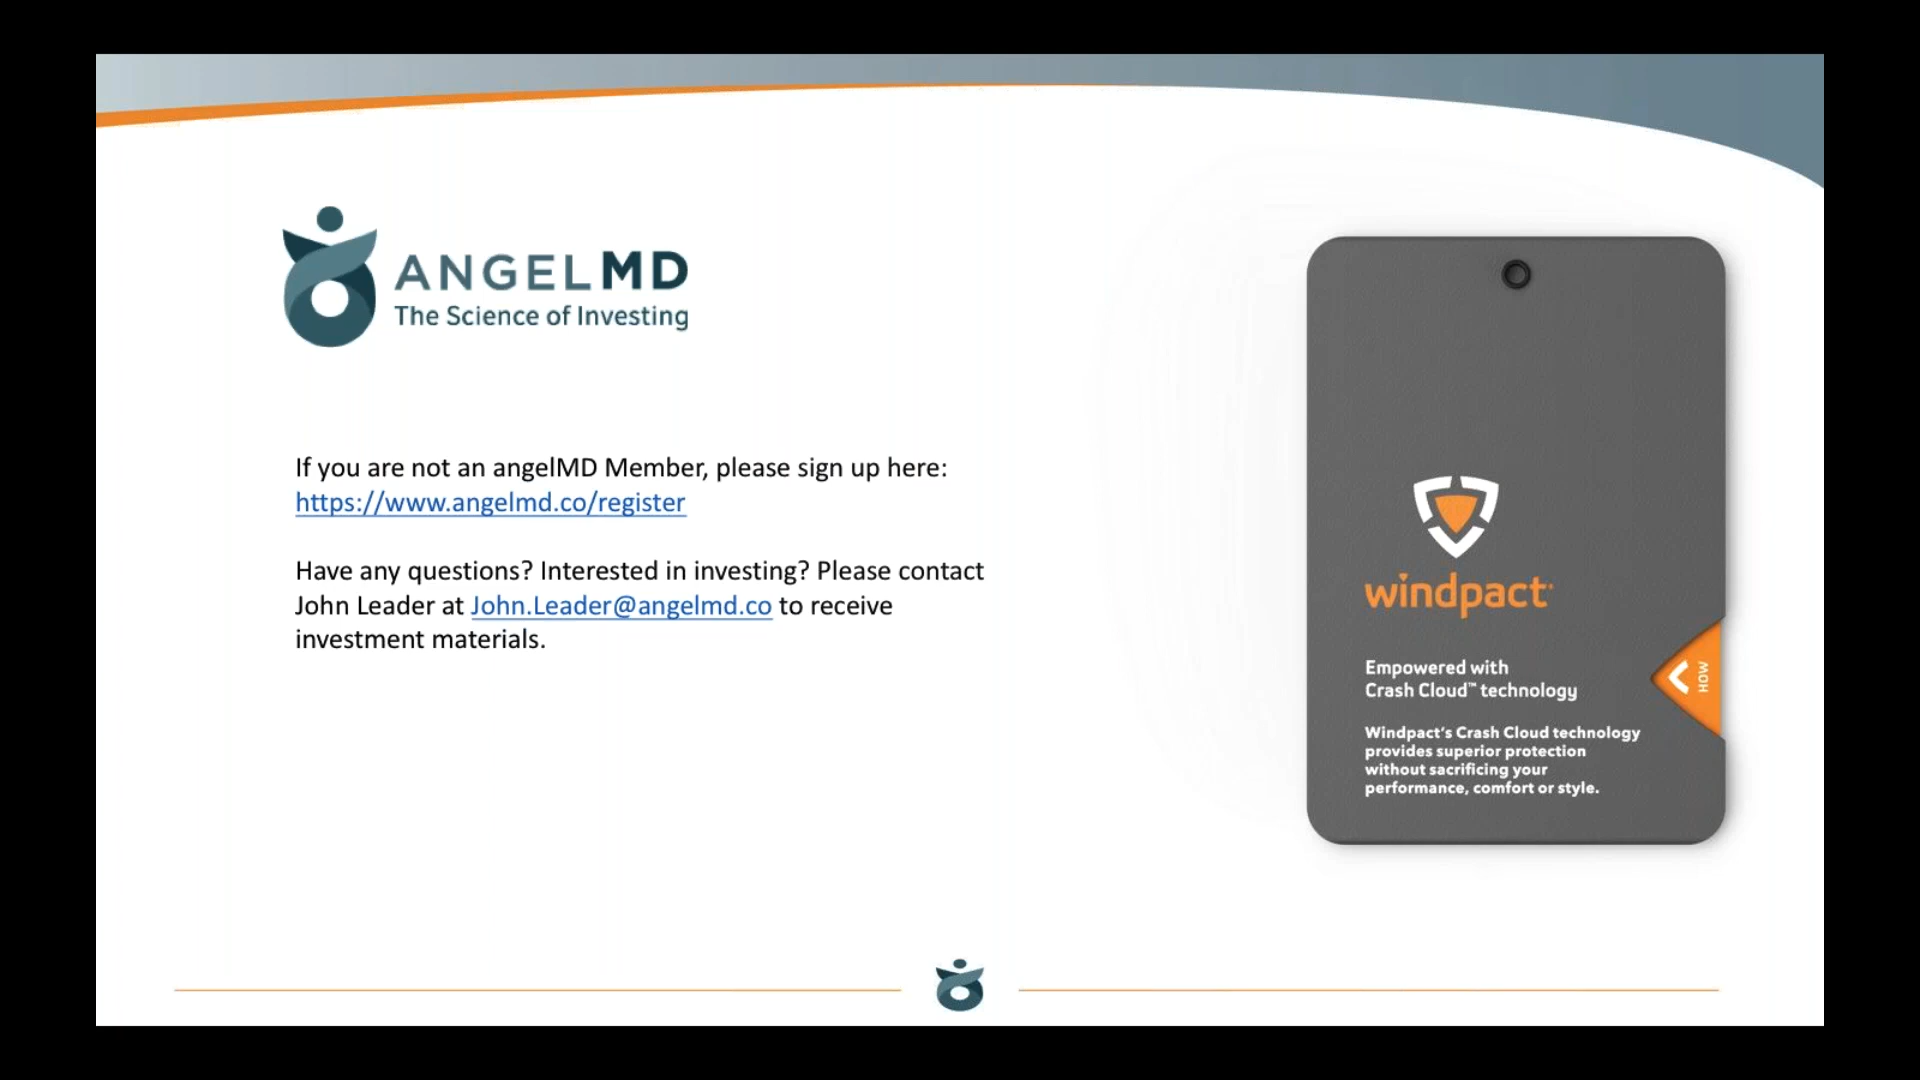 ANGELMD
The Science of Investing
If you are not an angelMD Member, please sign up here:
https://www.angelmd.co/register
Have any questions? Interested in investing? Please contact
John Leader at John.Leader@angelmd.co to receive
investment materials.
windpact
Empowered with
Crash Cloud™ technology
HOW
Windpact's Crash Cloud technology
provides superior protection
without sacrificing your
performance, comfort or style.